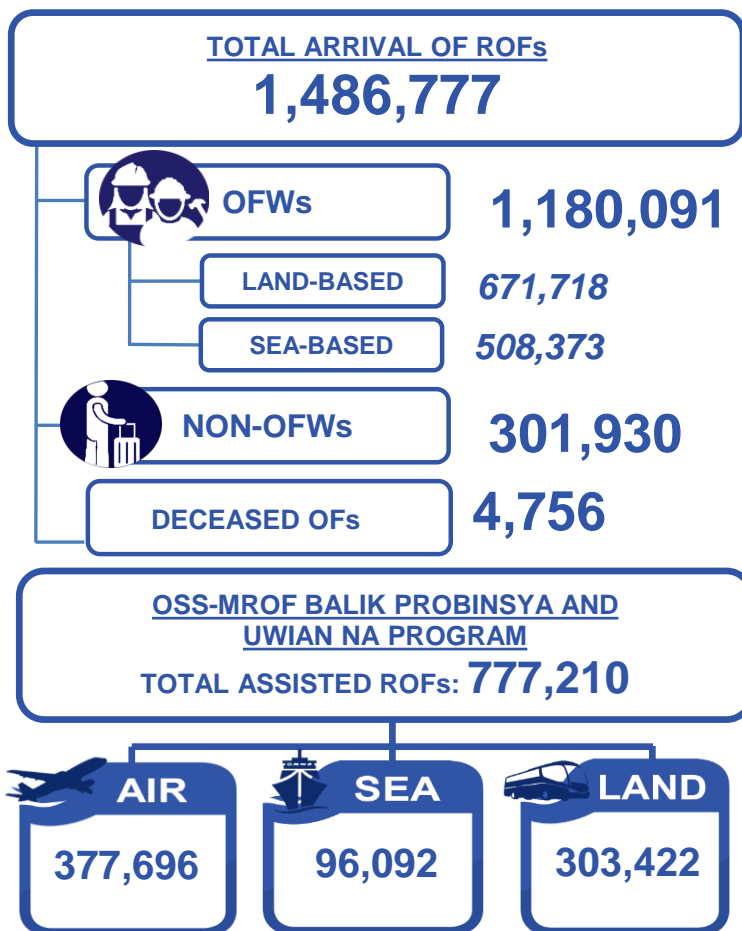 TOTAL ARRIVAL OF ROFs
1,486,777
OFWs 1,180,091
LAND-BASED 671,718
SEA-BASED 508,373
NON-OFWs 301,930
DECEASED OFs 4,756
OSS-MROF BALIK PROBINSYA AND
UWIAN NA PROGRAM
TOTAL ASSISTED ROFs: 777,210
AIR SEA LAND
377,696 96,092 303,422